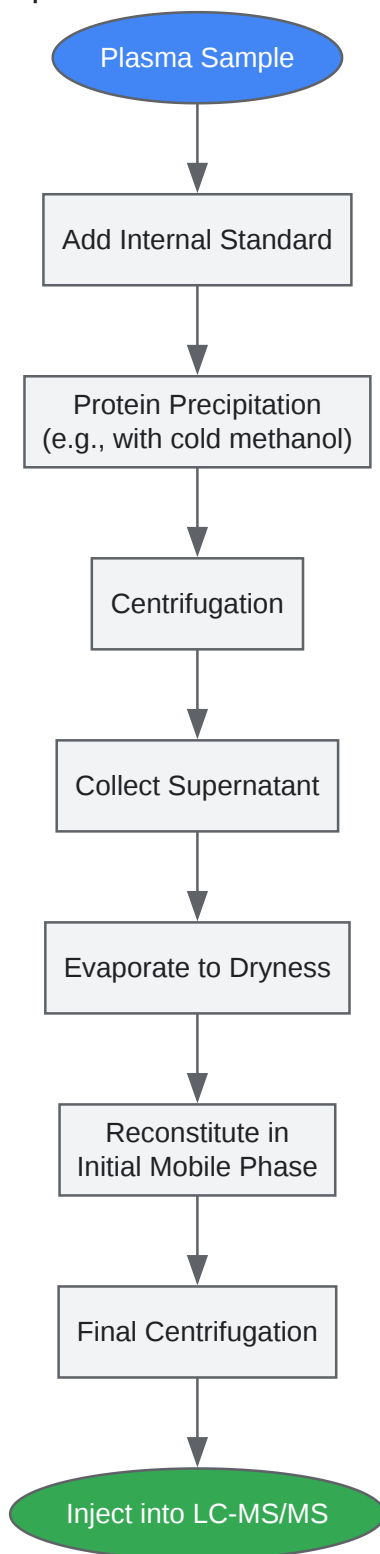 Plasma Sample
Add Internal Standard
Protein Precipitation
(e.g., with cold methanol)
Centrifugation
Collect Supernatant
Evaporate to Dryness
Reconstitute in
Initial Mobile Phase
Final Centrifugation
Inject into LC-MS/MS